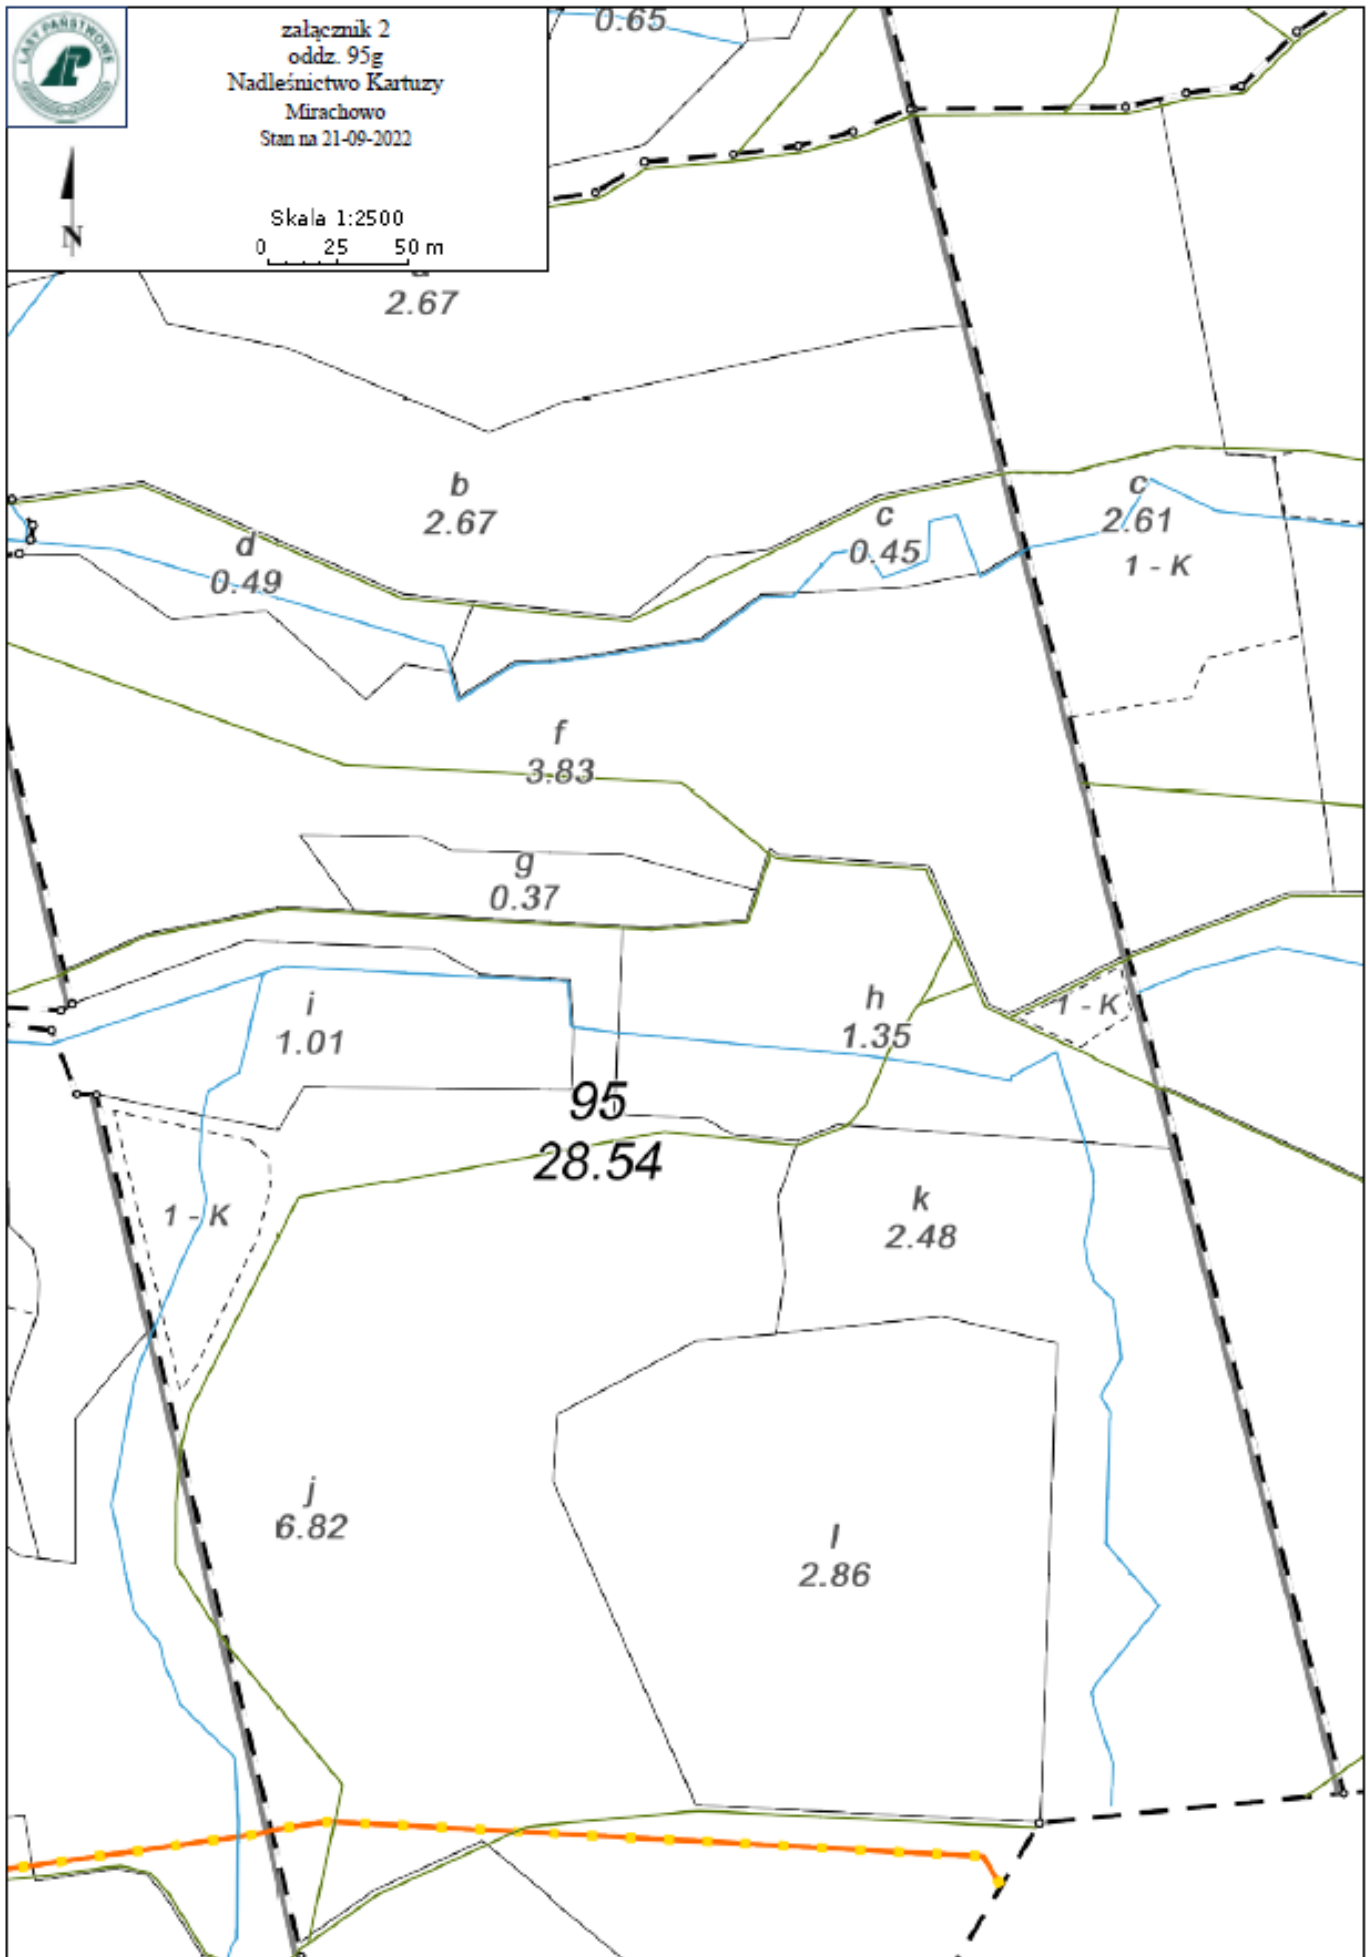 LASY PAŃSTWOWE
załącznik 2
oddz. 95g
Nadleśnictwo Kartuzy
Mirachowo
Stan na 21-09-2022
N
Skala 1:2500
0 25 50 m
0.65
2.67
b
2.67
c
0.45
c
2.61
1 - K
d
0.49
f
3.83
g
0.37
h
1.35
1 - K
i
1.01
95
28.54
1 - K
k
2.48
j
6.82
l
2.86